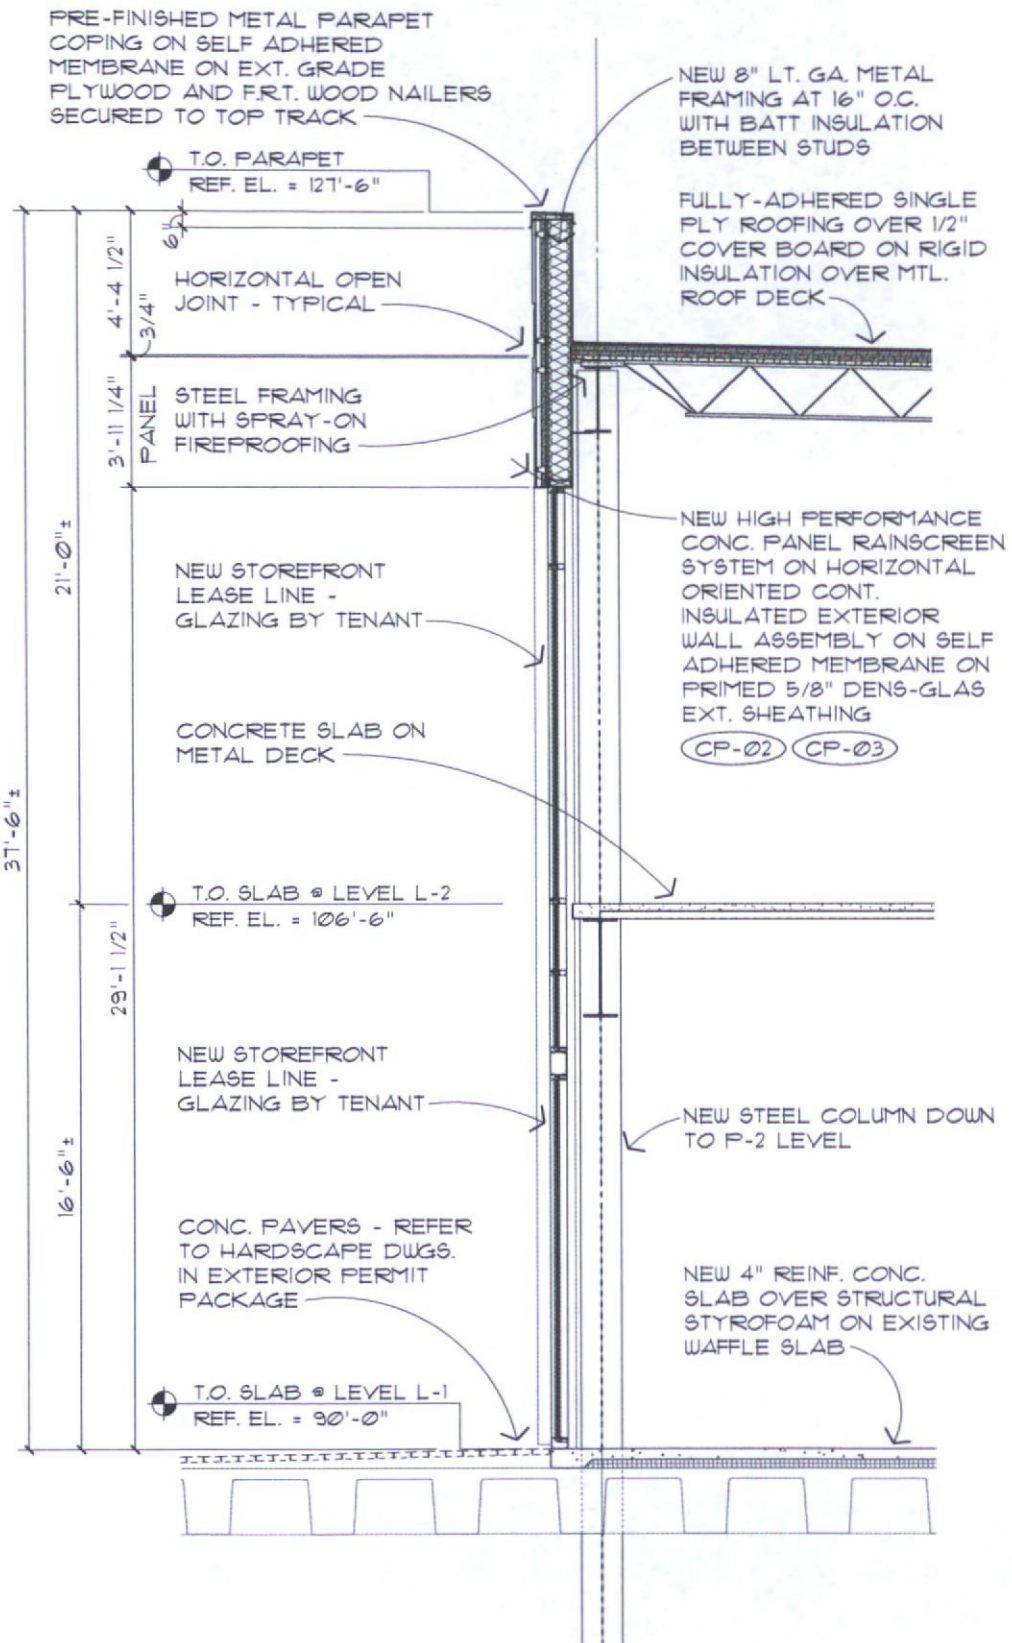 PRE-FINISHED METAL PARAPET
COPING ON SELF ADHERED
MEMBRANE ON EXT. GRADE
PLYWOOD AND F.R.T. WOOD NAILERS
SECURED TO TOP TRACK
NEW 8" LT. GA. METAL
FRAMING AT 16" O.C.
WITH BATT INSULATION
BETWEEN STUDS
T.O. PARAPET
REF. EL. = 127'-6"
FULLY-ADHERED SINGLE
PLY ROOFING OVER 1/2"
COVER BOARD ON RIGID
INSULATION OVER MTL.
ROOF DECK
6"
4'-4 1/2"
3/4"
HORIZONTAL OPEN
JOINT - TYPICAL
3'-11 1/4"
PANEL
STEEL FRAMING
WITH SPRAY-ON
FIREPROOFING
NEW HIGH PERFORMANCE
CONC. PANEL RAINSCREEN
SYSTEM ON HORIZONTAL
ORIENTED CONT.
INSULATED EXTERIOR
WALL ASSEMBLY ON SELF
ADHERED MEMBRANE ON
PRIMED 5/8" DENS-GLAS
EXT. SHEATHING
CP-02 CP-03
21'-0"±
NEW STOREFRONT
LEASE LINE -
GLAZING BY TENANT
CONCRETE SLAB ON
METAL DECK
37'-6"±
T.O. SLAB @ LEVEL L-2
REF. EL. = 106'-6"
29'-1 1/2"
NEW STOREFRONT
LEASE LINE -
GLAZING BY TENANT
NEW STEEL COLUMN DOWN
TO P-2 LEVEL
16'-6"±
CONC. PAVERS - REFER
TO HARDSCAPE DWGS.
IN EXTERIOR PERMIT
PACKAGE
NEW 4" REINF. CONC.
SLAB OVER STRUCTURAL
STYROFOAM ON EXISTING
WAFFLE SLAB
T.O. SLAB @ LEVEL L-1
REF. EL. = 90'-0"